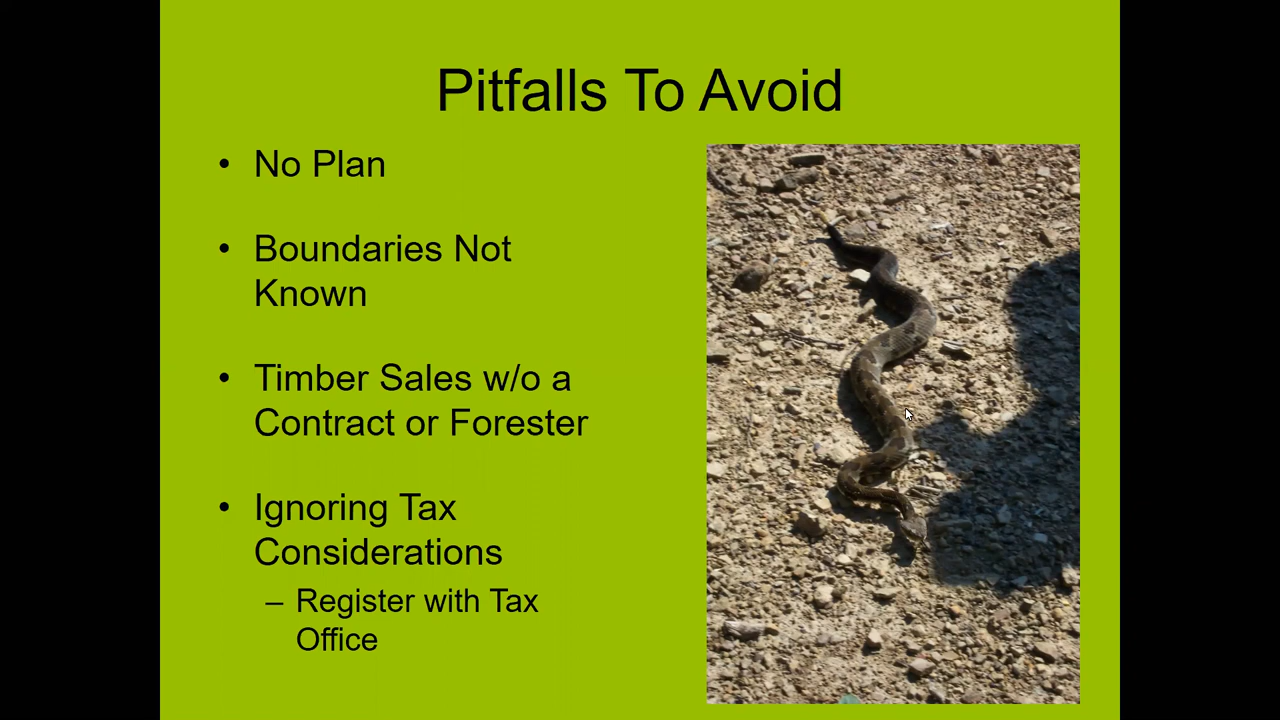 Pitfalls To Avoid
• No Plan
• Boundaries Not
Known
• Timber Sales w/o a
Contract or Forester
• Ignoring Tax
Considerations
– Register with Tax
Office